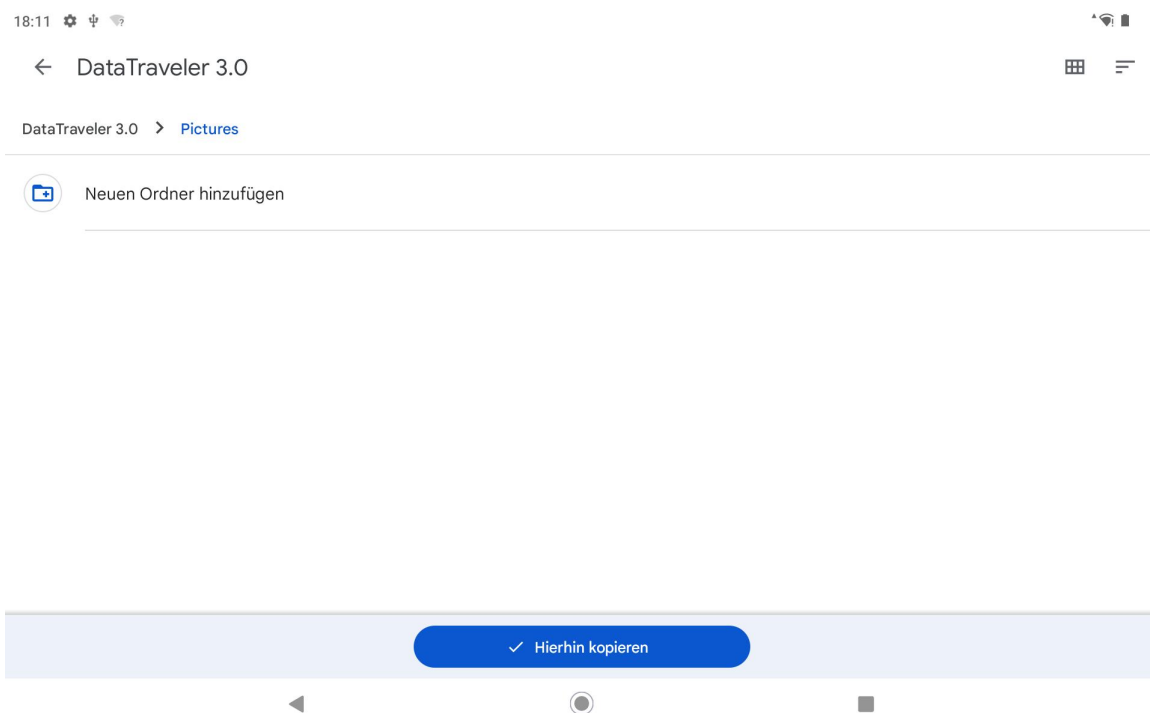 18:11
DataTraveler 3.0
DataTraveler 3.0 > Pictures
Neuen Ordner hinzufügen
Hierhin kopieren